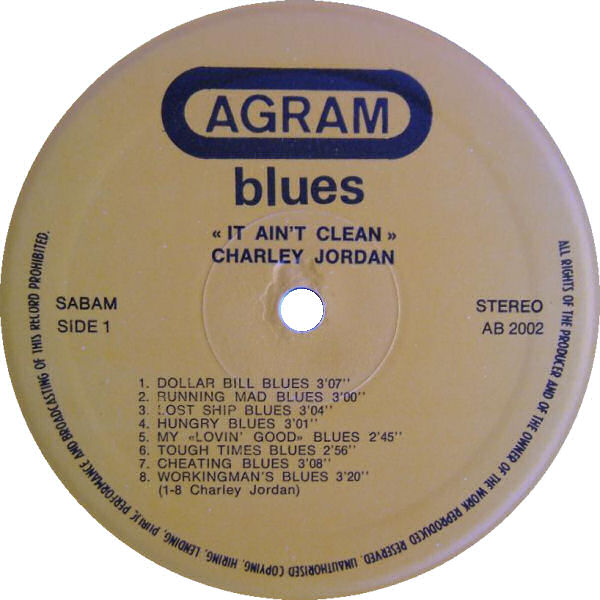 AGRAM
blues
« IT AIN'T CLEAN »
CHARLEY JORDAN
SABAM
SIDE 1
STEREO
AB 2002
1. DOLLAR BILL BLUES 3'07''
2. RUNNING MAD BLUES 3'00''
3. LOST SHIP BLUES 3'04''
4. HUNGRY BLUES 3'01''
5. MY «LOVIN' GOOD» BLUES 2'45''
6. TOUGH TIMES BLUES 2'56''
7. CHEATING BLUES 3'08''
8. WORKINGMAN'S BLUES 3'20''
(1-8 Charley Jordan)
ALL RIGHTS OF THE PRODUCER AND OF THE OWNER OF THE WORK REPRODUCED RESERVED. UNAUTHORISED COPYING, HIRING, LENDING, PUBLIC PERFORMANCE AND BROADCASTING OF THIS RECORD PROHIBITED.